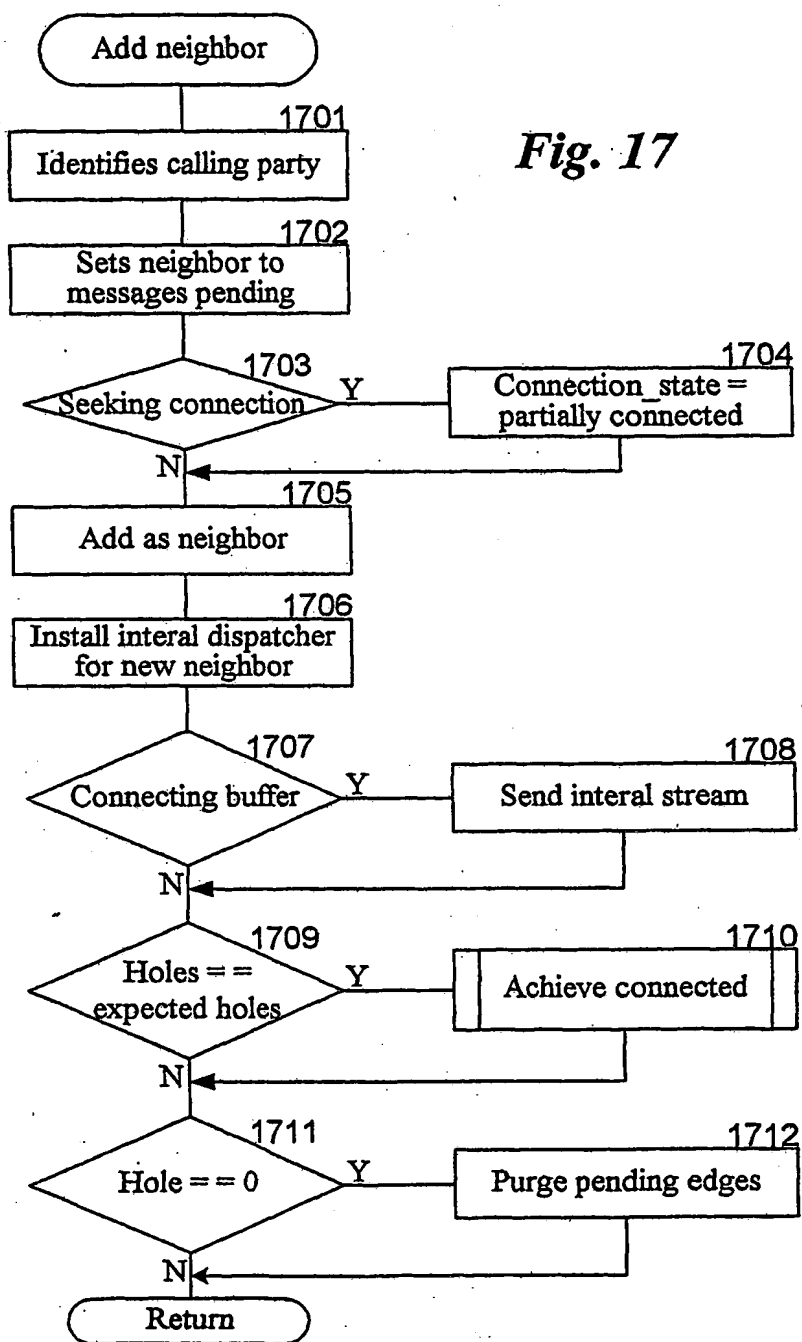 Add neighbor
Fig. 17
1701
Identifies calling party
1702
Sets neighbor to
messages pending
1703
Seeking connection
Y
N
1704
Connection_state =
partially connected
1705
Add as neighbor
1706
Install interal dispatcher
for new neighbor
1707
Connecting buffer
Y
N
1708
Send interal stream
1709
Holes = =
expected holes
Y
N
1710
Achieve connected
1711
Hole = = 0
Y
N
1712
Purge pending edges
Return